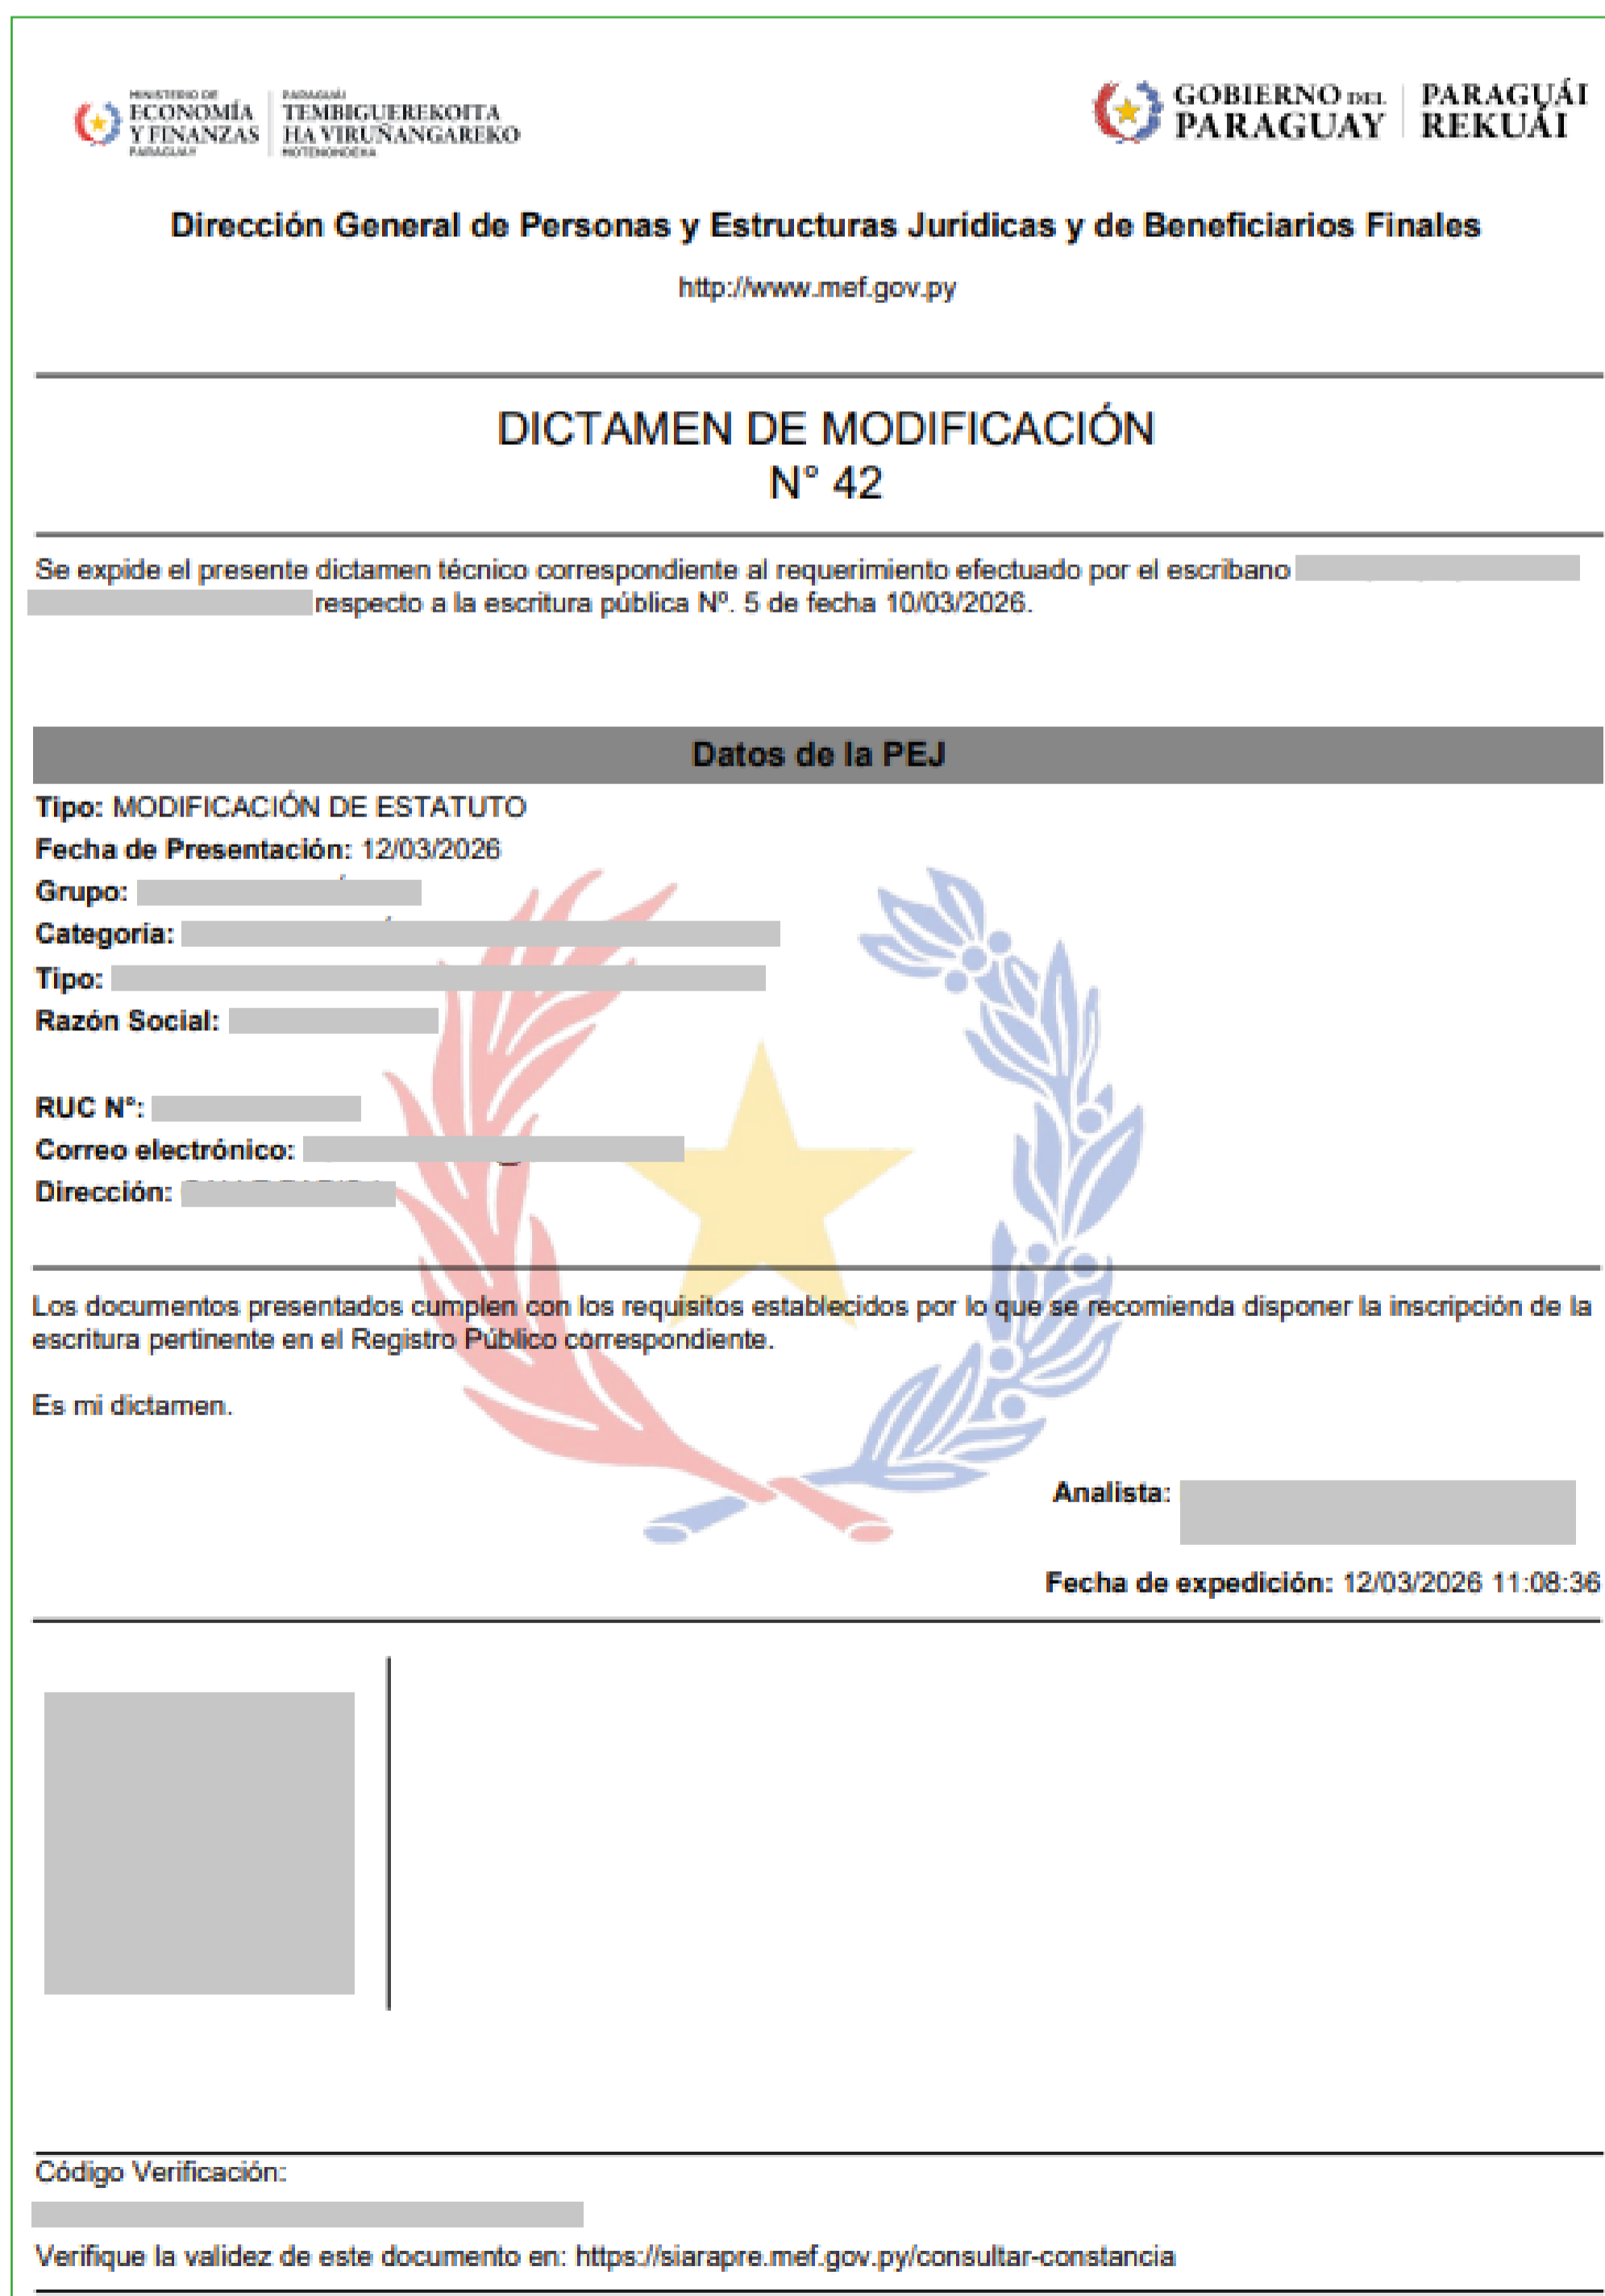 MINISTERIO DE
ECONOMÍA
Y FINANZAS
PARAGUAY
PARAGUÁI
TEMBIGUEREKOITA
HA VIRUÑANGAREKO
MOTENONDEHA
GOBIERNO DEL
PARAGUAY
PARAGUÁI
REKUÁI
Dirección General de Personas y Estructuras Jurídicas y de Beneficiarios Finales
http://www.mef.gov.py
DICTAMEN DE MODIFICACIÓN
N° 42
Se expide el presente dictamen técnico correspondiente al requerimiento efectuado por el escribano
respecto a la escritura pública Nº. 5 de fecha 10/03/2026.
Datos de la PEJ
Tipo: MODIFICACIÓN DE ESTATUTO
Fecha de Presentación: 12/03/2026
Grupo:
Categoria:
Tipo:
Razón Social:
RUC N°:
Correo electrónico:
Dirección:
Los documentos presentados cumplen con los requisitos establecidos por lo que se recomienda disponer la inscripción de la
escritura pertinente en el Registro Público correspondiente.
Es mi dictamen.
Analista:
Fecha de expedición: 12/03/2026 11:08:36
Código Verificación:
Verifique la validez de este documento en: https://siarapre.mef.gov.py/consultar-constancia